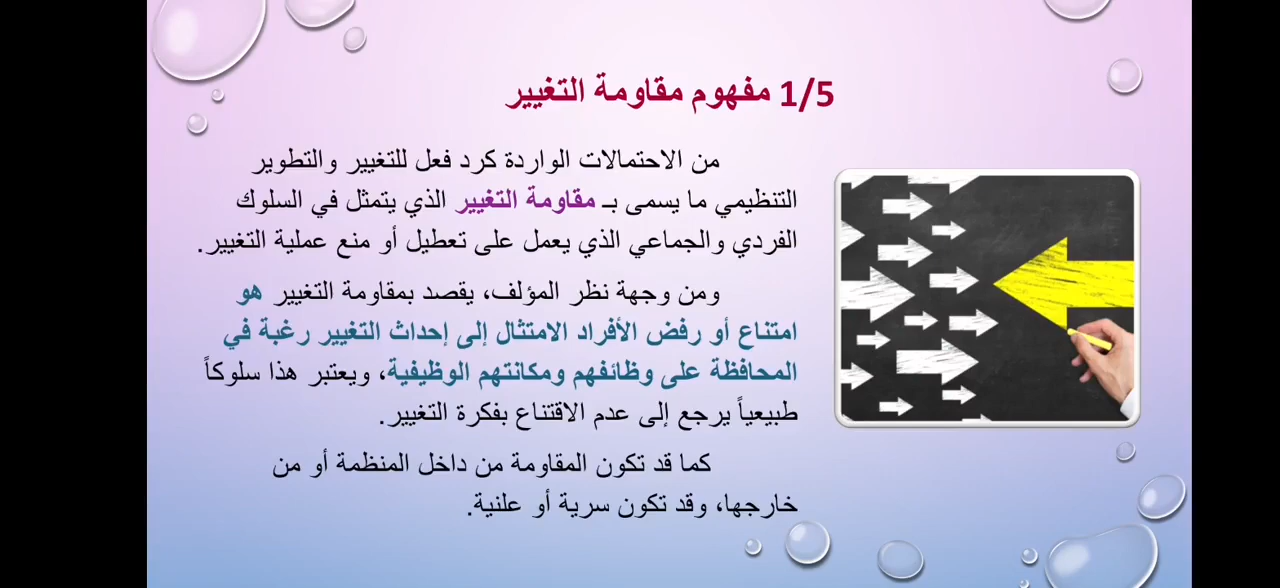 1/5 مفهوم مقاومة التغيير
من الاحتمالات الواردة كرد فعل للتغيير والتطوير
التنظيمي ما يسمى بـ مقاومة التغيير الذي يتمثل في السلوك
الفردي والجماعي الذي يعمل على تعطيل أو منع عملية التغيير.
ومن وجهة نظر المؤلف، يقصد بمقاومة التغيير هو
امتناع أو رفض الأفراد الامتثال إلى إحداث التغيير رغبة في
المحافظة على وظائفهم ومكانتهم الوظيفية، ويعتبر هذا سلوكاً
طبيعياً يرجع إلى عدم الاقتناع بفكرة التغيير.
كما قد تكون المقاومة من داخل المنظمة أو من
خارجها، وقد تكون سرية أو علنية.